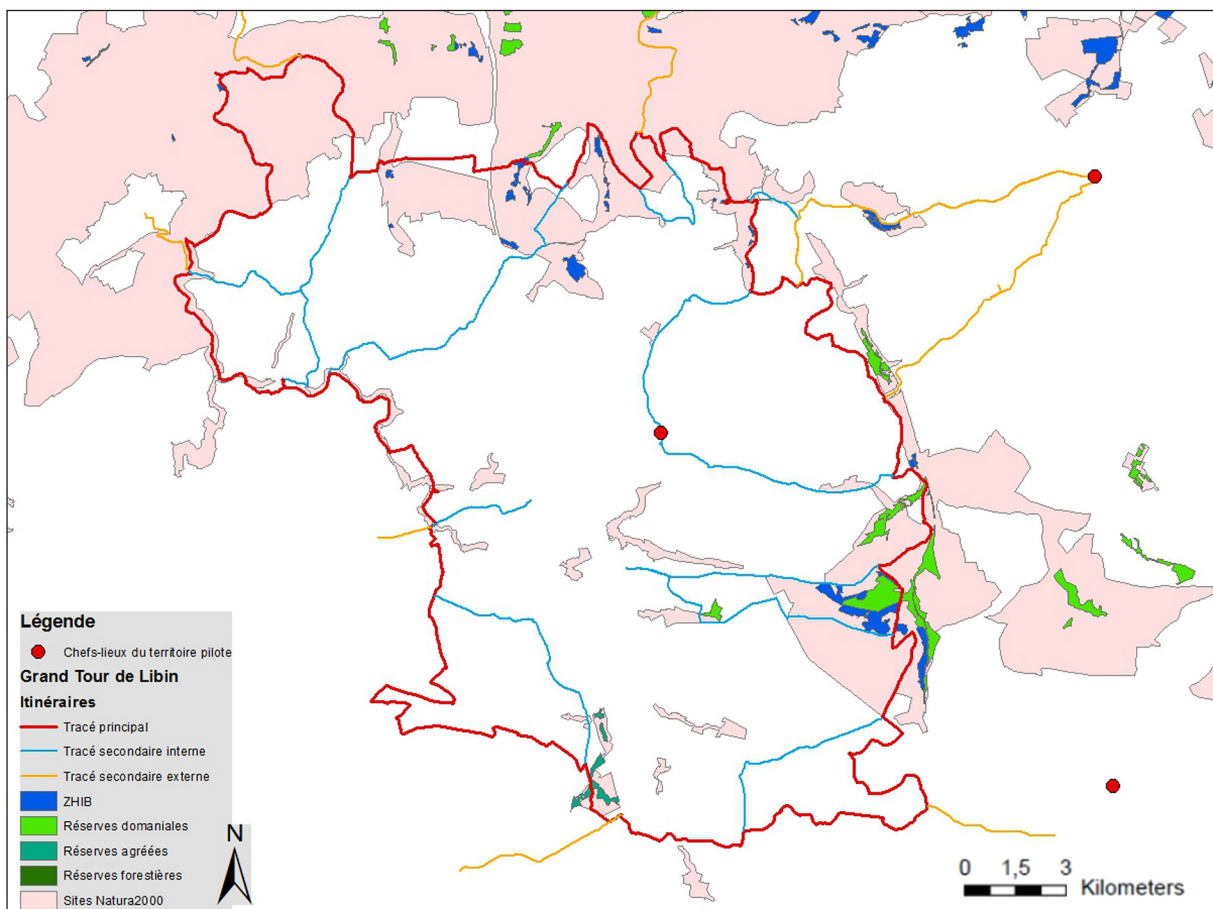 Légende
Chefs-lieux du territoire pilote
Grand Tour de Libin
Itinéraires
Tracé principal
Tracé secondaire interne
Tracé secondaire externe
ZHIB
Réserves domaniales
Réserves agréées
Réserves forestières
Sites Natura2000
N
0 1,5 3
Kilometers